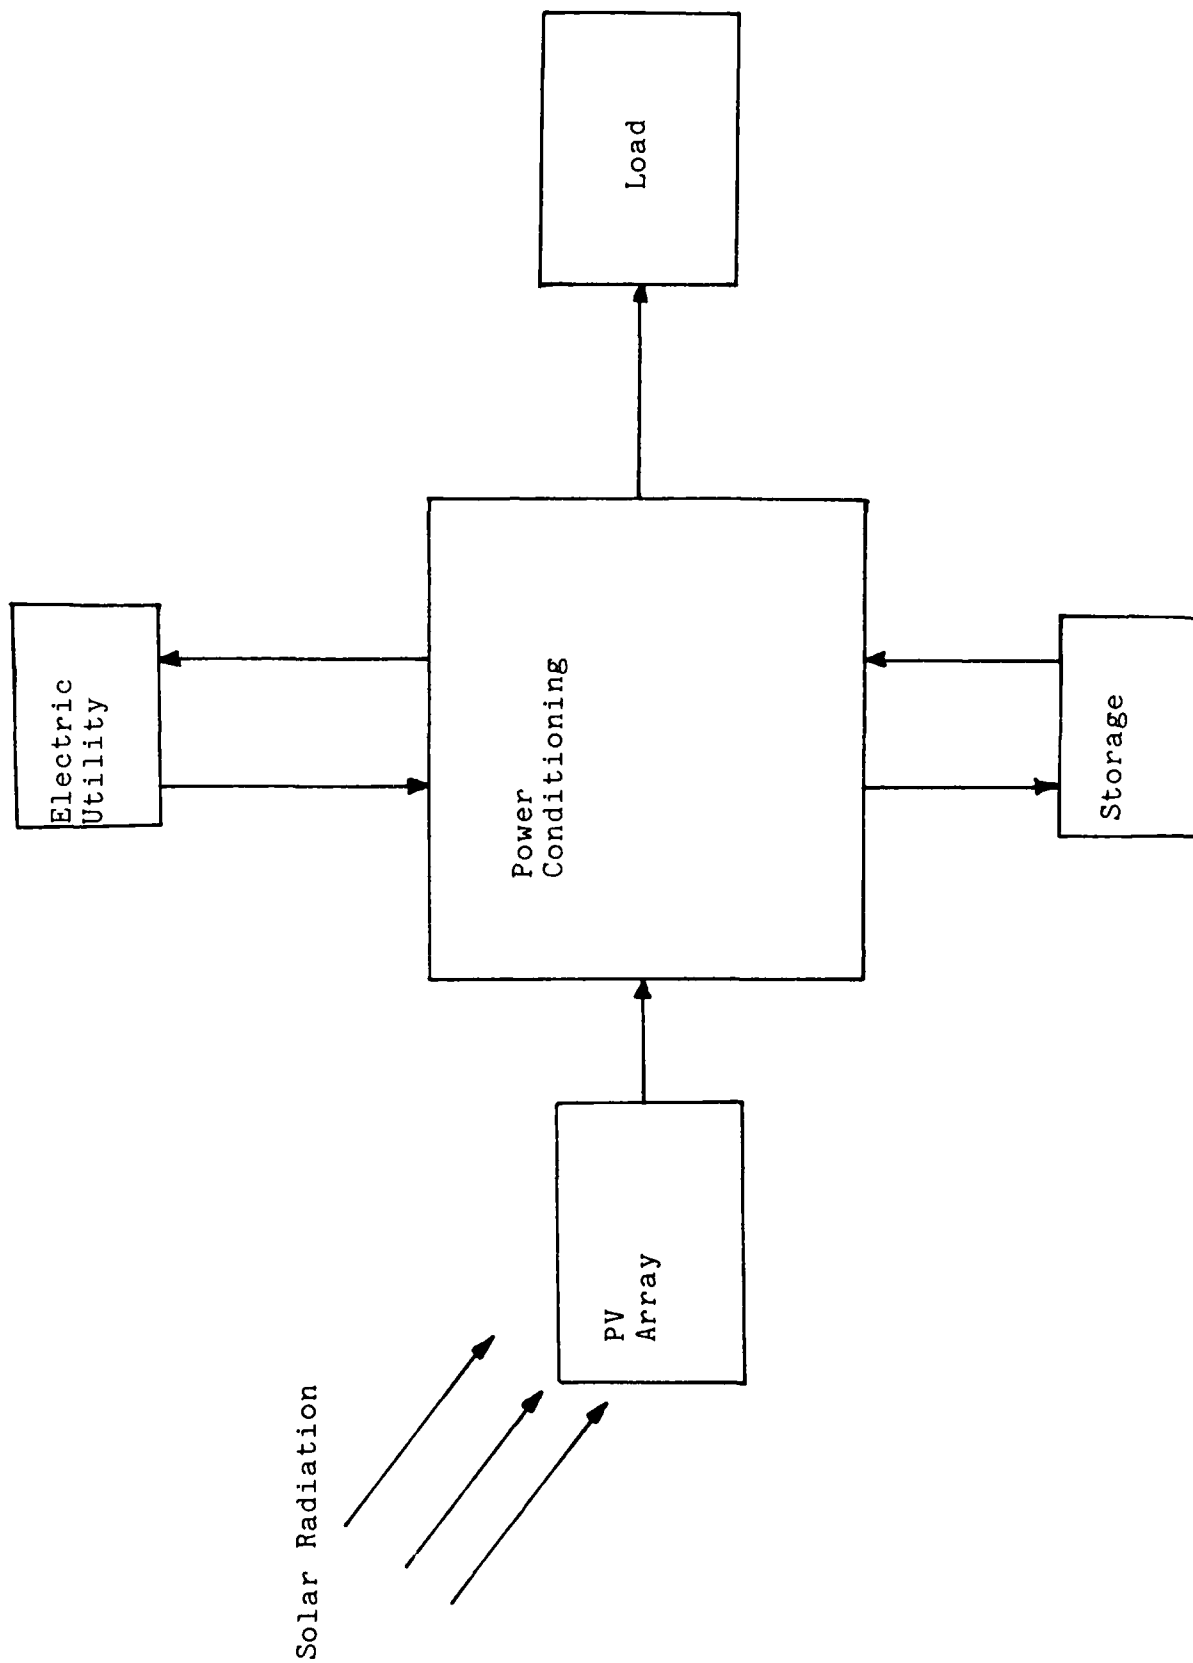 Solar Radiation
PV
Array
Power
Conditioning
Electric
Utility
Storage
Load